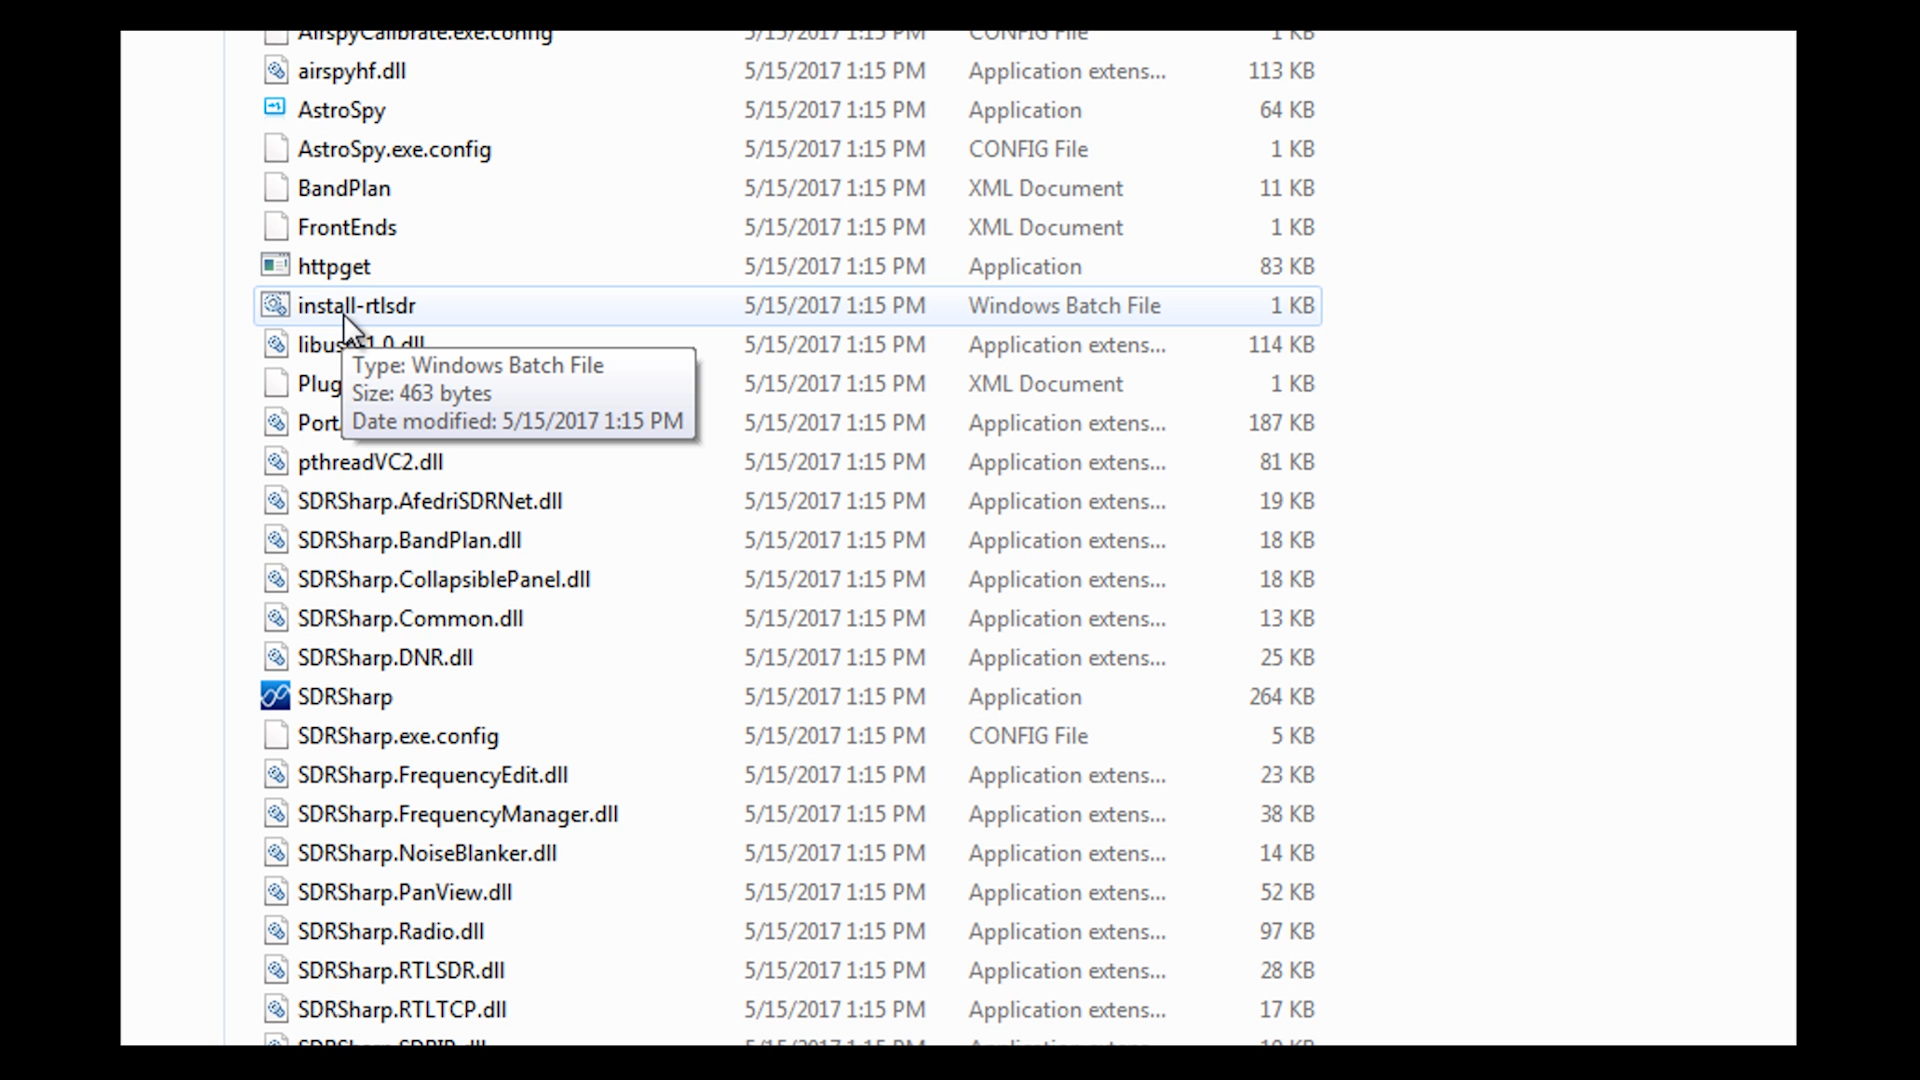 AirspyCalibrate.exe.config 5/15/2017 1:15 PM CONFIG File 1 KB
airspyhf.dll 5/15/2017 1:15 PM Application extens... 113 KB
AstroSpy 5/15/2017 1:15 PM Application 64 KB
AstroSpy.exe.config 5/15/2017 1:15 PM CONFIG File 1 KB
BandPlan 5/15/2017 1:15 PM XML Document 11 KB
FrontEnds 5/15/2017 1:15 PM XML Document 1 KB
httpget 5/15/2017 1:15 PM Application 83 KB
install-rtlsdr 5/15/2017 1:15 PM Windows Batch File 1 KB
5/15/2017 1:15 PM Application extens... 114 KB
Plug 5/15/2017 1:15 PM XML Document 1 KB
Port 5/15/2017 1:15 PM Application extens... 187 KB
Type: Windows Batch File
Size: 463 bytes
Date modified: 5/15/2017 1:15 PM
pthreadVC2.dll 5/15/2017 1:15 PM Application extens... 81 KB
SDRSharp.AfedriSDRNet.dll 5/15/2017 1:15 PM Application extens... 19 KB
SDRSharp.BandPlan.dll 5/15/2017 1:15 PM Application extens... 18 KB
SDRSharp.CollapsiblePanel.dll 5/15/2017 1:15 PM Application extens... 18 KB
SDRSharp.Common.dll 5/15/2017 1:15 PM Application extens... 13 KB
SDRSharp.DNR.dll 5/15/2017 1:15 PM Application extens... 25 KB
SDRSharp 5/15/2017 1:15 PM Application 264 KB
SDRSharp.exe.config 5/15/2017 1:15 PM CONFIG File 5 KB
SDRSharp.FrequencyEdit.dll 5/15/2017 1:15 PM Application extens... 23 KB
SDRSharp.FrequencyManager.dll 5/15/2017 1:15 PM Application extens... 38 KB
SDRSharp.NoiseBlanker.dll 5/15/2017 1:15 PM Application extens... 14 KB
SDRSharp.PanView.dll 5/15/2017 1:15 PM Application extens... 52 KB
SDRSharp.Radio.dll 5/15/2017 1:15 PM Application extens... 97 KB
SDRSharp.RTLSDR.dll 5/15/2017 1:15 PM Application extens... 28 KB
SDRSharp.RTLTCP.dll 5/15/2017 1:15 PM Application extens... 17 KB